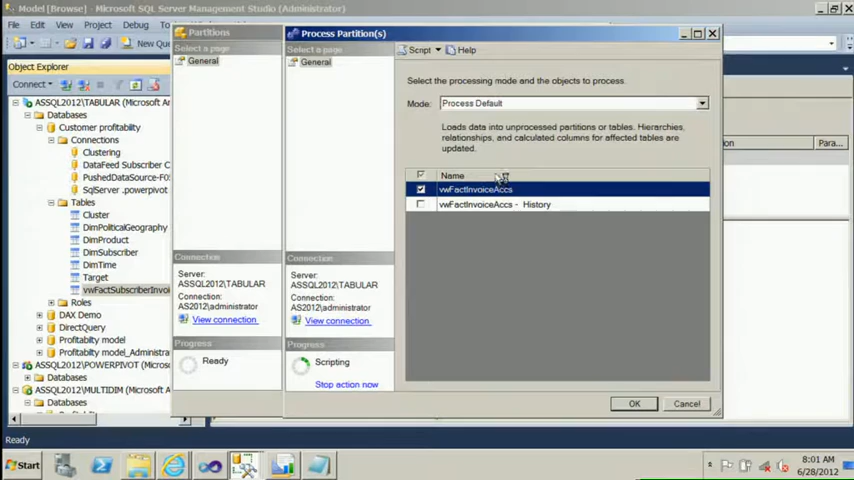 Model [Browse] - Microsoft SQL Server Management Studio (Administrator)
File Edit View Project Debug
New Qu
Object Explorer
Connect
ASSQL2012\TABULAR (Microsoft Ar
Databases
Customer profitability
Connections
Clustering
DataFeed Subscriber C
PushedDataSource-F05
SqlServer .powerpivot
Tables
Cluster
DimPoliticalGeography
DimProduct
DimSubscriber
DimTime
Target
vwFactSubscriberInvoi
Roles
DAX Demo
DirectQuery
Profitability model
Profitability model_Administra
ASSQL2012\POWERPIVOT (Microsoft
Databases
ASSQL2012\MULTIDIM (Microsoft A
Databases
Partitions
Select a page
General
Connection
Server:
ASSQL2012\TABULAR
Connection:
AS2012\administrator
View connection
Progress
Ready
Process Partition(s)
Select a page
General
Connection
Server:
ASSQL2012\TABULAR
Connection:
AS2012\administrator
View connection
Progress
Scripting
Stop action now
Script Help
Select the processing mode and the objects to process.
Mode: Process Default
Loads data into unprocessed partitions or tables. Hierarchies,
relationships, and calculated columns for affected tables are
updated.
Name
vwFactInvoiceAccs
vwFactInvoiceAccs - History
OK Cancel
on Para...
Ready
Start
8:01 AM
6/28/2012